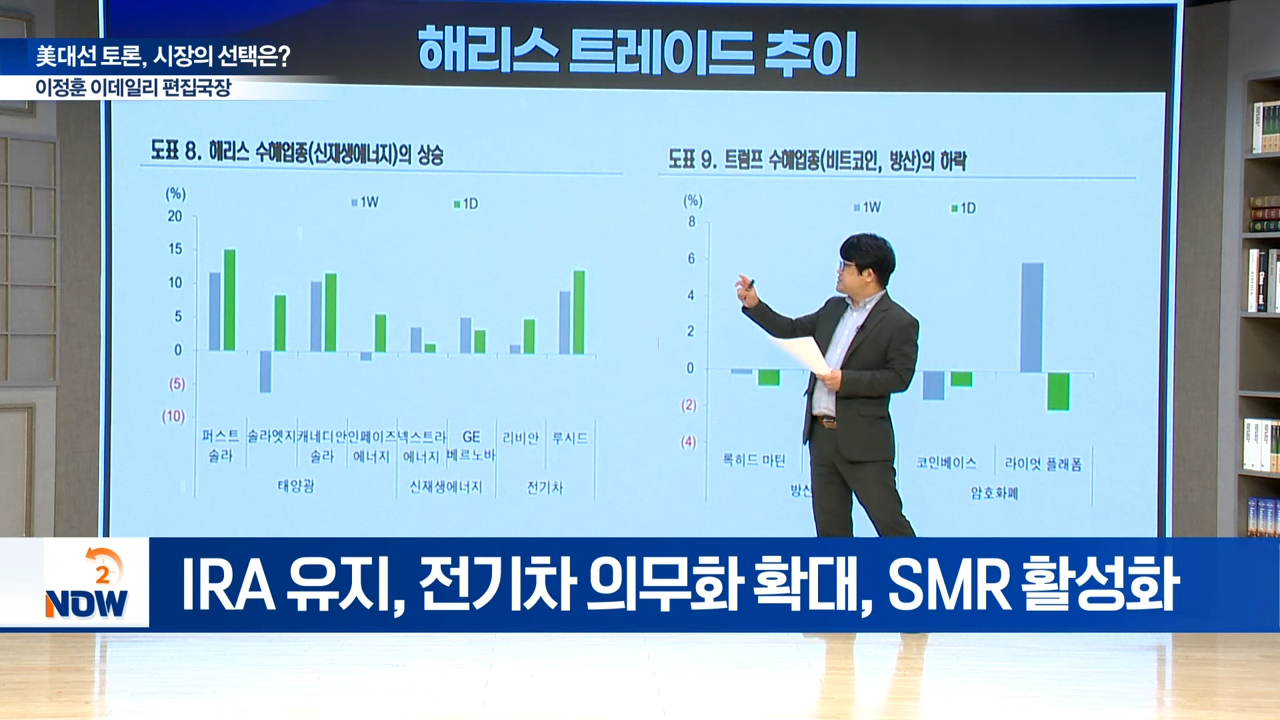 해리스 트레이드 추이
美대선 토론, 시장의 선택은?
이정훈 이데일리 편집국장
도표 8. 해리스 수혜업종(신재생에너지)의 상승
(%)
1W 1D
20
15
10
5
0
(5)
(10)
퍼스트 솔라엣지 캐네디안 인페이즈 넥스트라 GE 리비안 루시드
솔라 솔라 에너지 에너지 베르노바
태양광 신재생에너지 전기차
도표 9. 트럼프 수혜업종(비트코인, 방산)의 하락
(%)
1W 1D
8
6
4
2
0
(2)
(4)
록히드 마틴 코인베이스 라이엇 플래폼
방산 암호화폐
2
NOW
IRA 유지, 전기차 의무화 확대, SMR 활성화